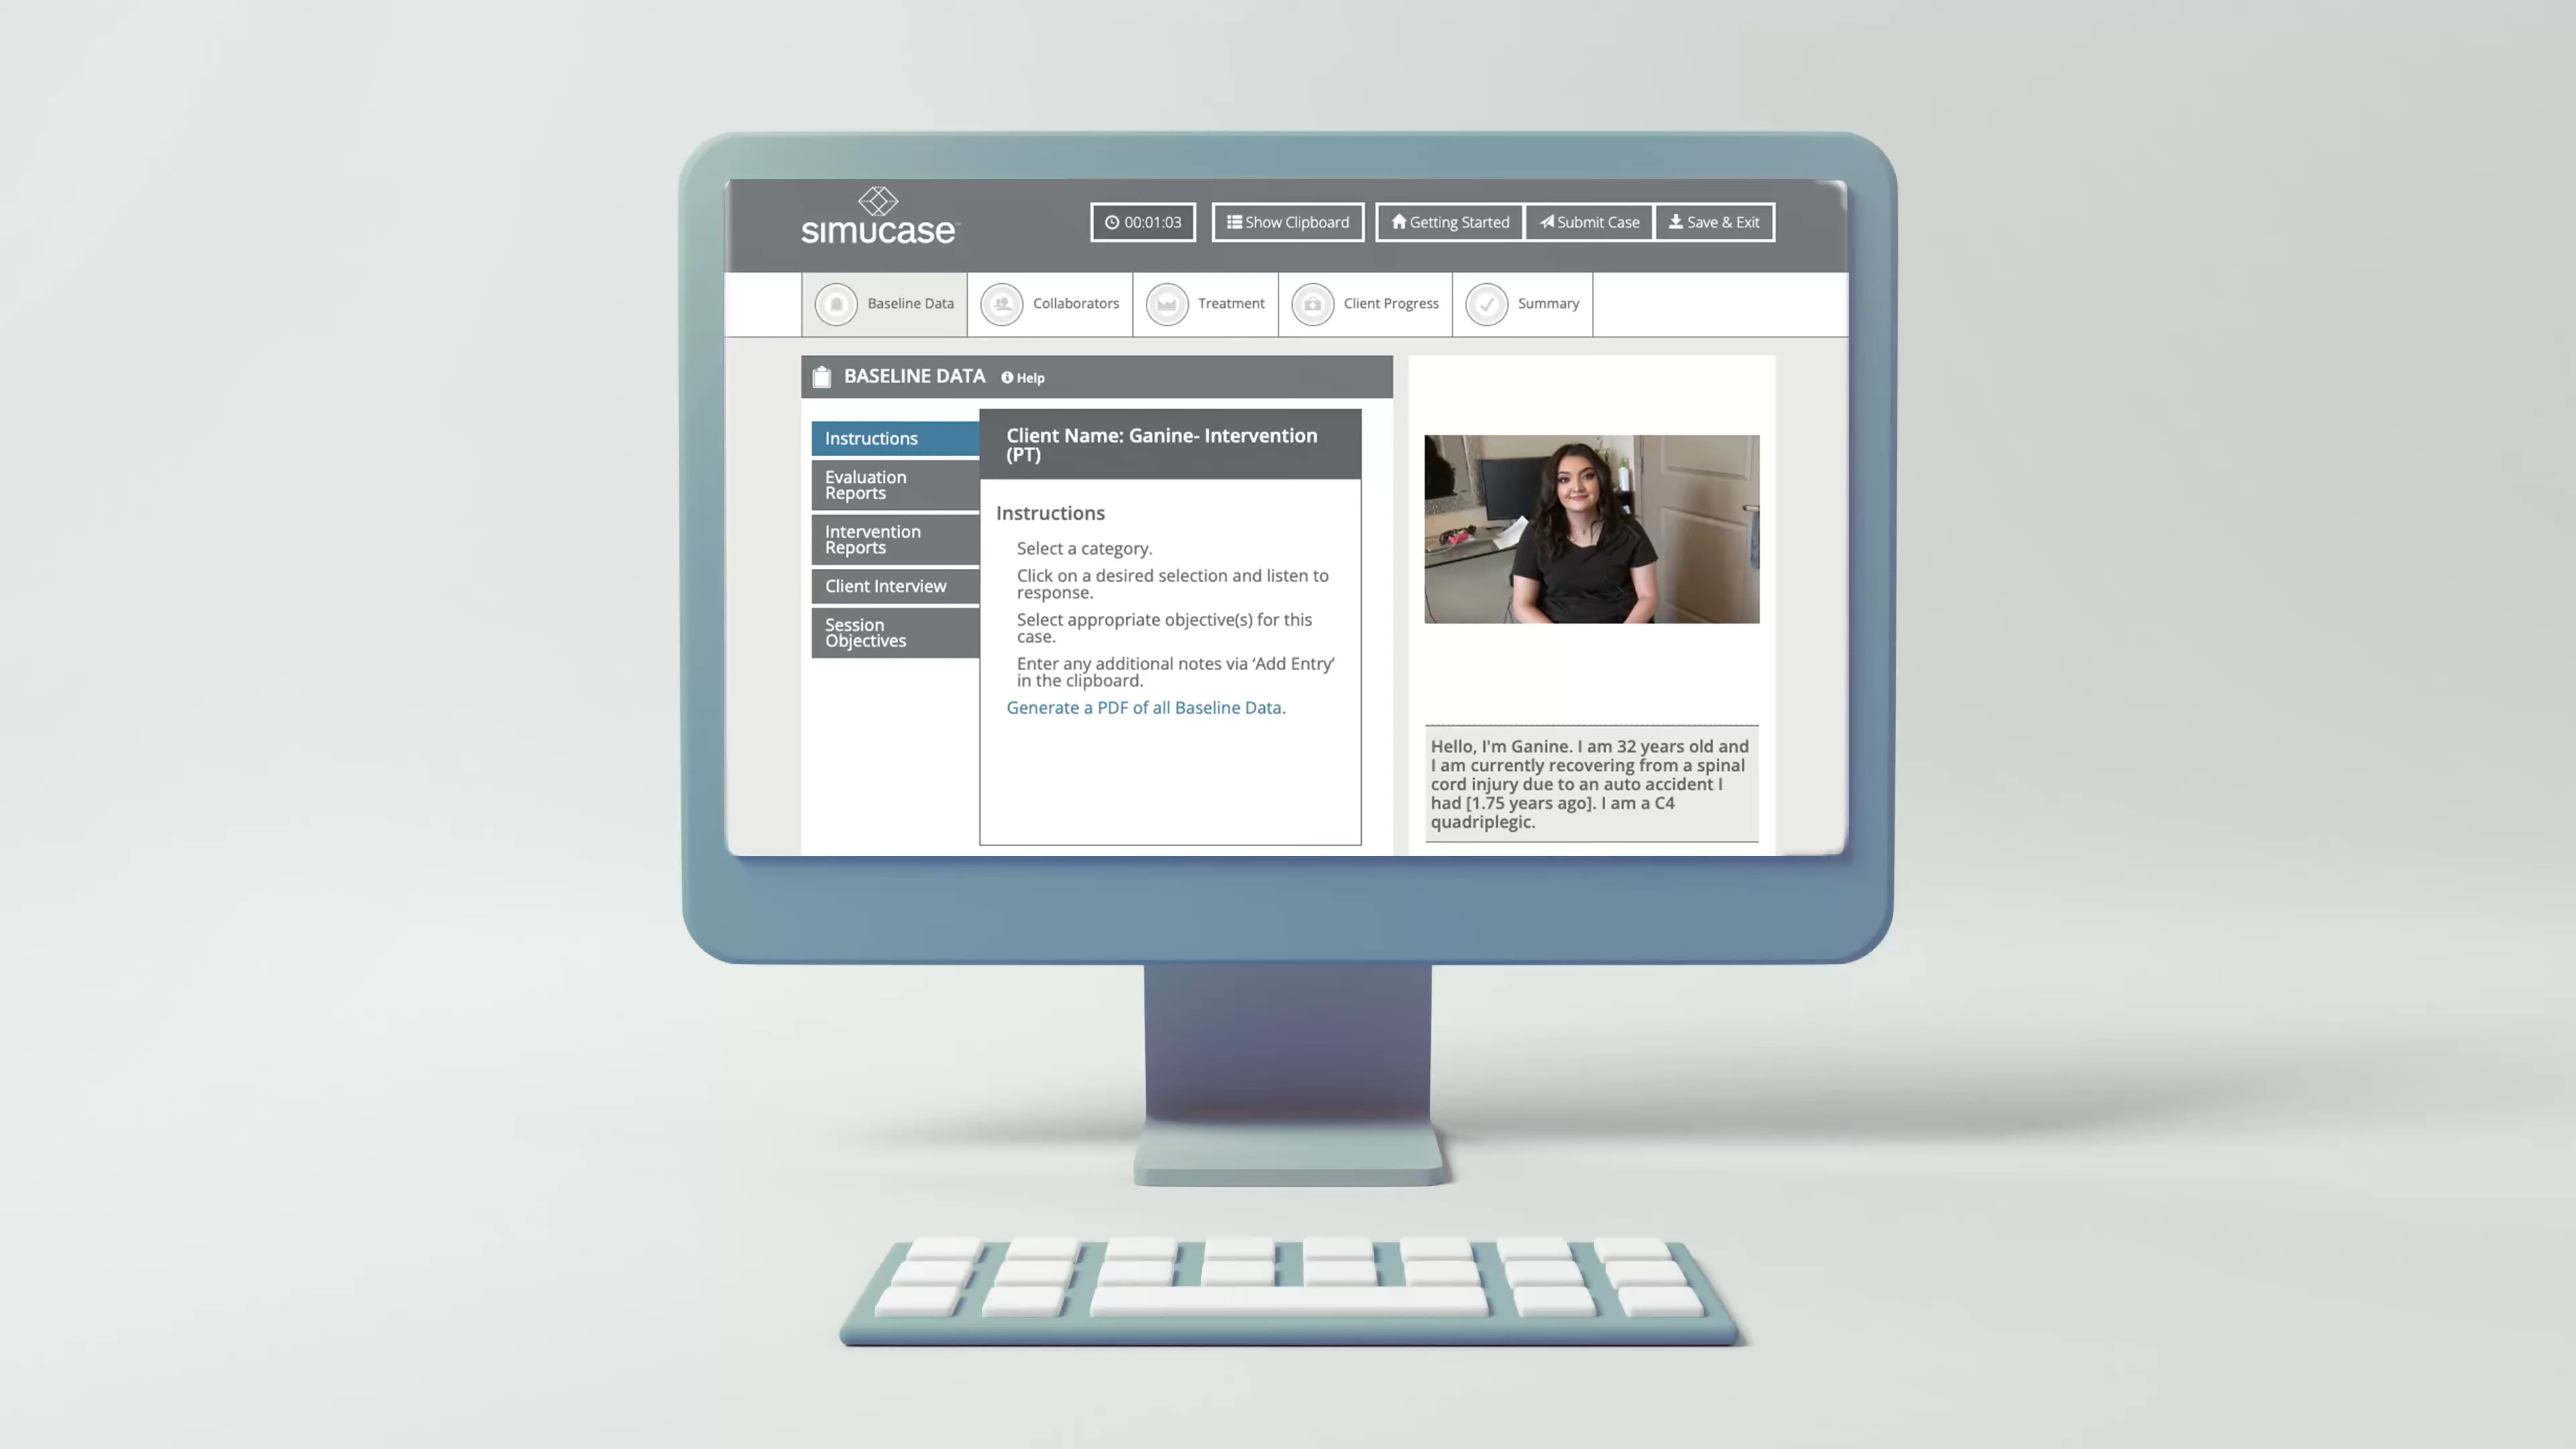 simucase™
00:01:03
Show Clipboard
Getting Started
Submit Case
Save & Exit
Baseline Data
Collaborators
Treatment
Client Progress
Summary
BASELINE DATA
Help
Instructions
Evaluation
Reports
Intervention
Reports
Client Interview
Session
Objectives
Client Name: Ganine- Intervention
(PT)
Instructions
Select a category.
Click on a desired selection and listen to
response.
Select appropriate objective(s) for this
case.
Enter any additional notes via ‘Add Entry’
in the clipboard.
Generate a PDF of all Baseline Data.
Hello, I'm Ganine. I am 32 years old and
I am currently recovering from a spinal
cord injury due to an auto accident I
had [1.75 years ago]. I am a C4
quadriplegic.